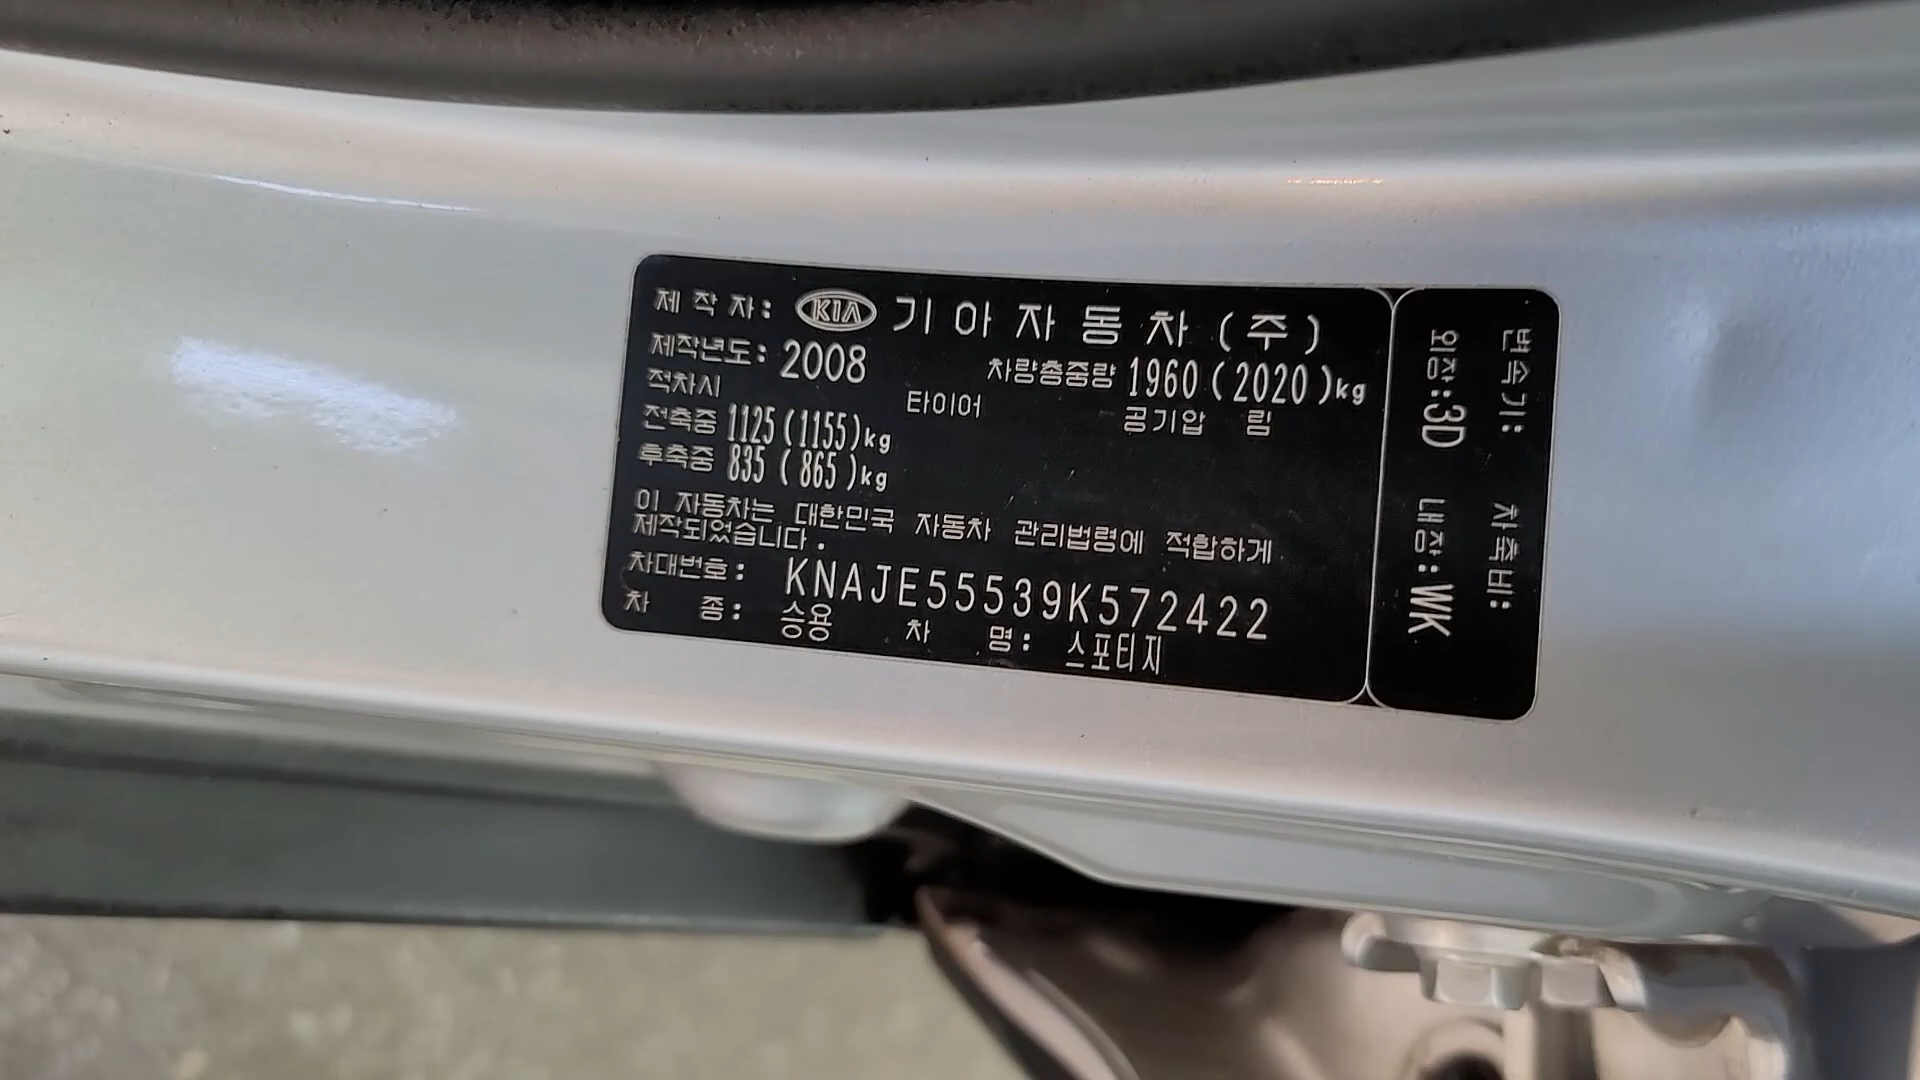 제 작 자: KIA 기 아 자 동 차 (주)
제작년도: 2008 차량총중량 1960 (2020)kg
적차시 타이어 공기압 림
전축중 1125 (1155)kg
후축중 835 (865)kg
이 자동차는 대한민국 자동차 관리법령에 적합하게
제작되었습니다.
차대번호: KNAJE55539K572422
차 종: 승용 차 명: 스포티지
변속기: 차축비:
외장:3D 내장:WK